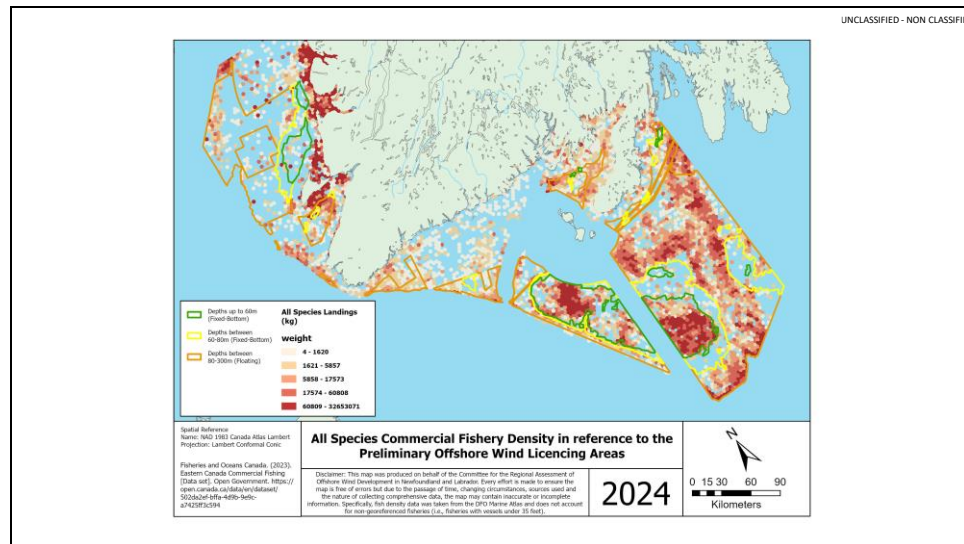 UNCLASSIFIED - NON CLASSIFI
Depths up to 60m
(Fixed-Bottom)
Depths between
60-80m (Fixed-Bottom)
Depths between
80-300m (Floating)
All Species Landings
(kg)
weight
4 - 1620
1621 - 5857
5858 - 17573
17574 - 60808
60809 - 32653071
Spatial Reference
Name: NAD 1983 Canada Atlas Lambert
Projection: Lambert Conformal Conic
Fisheries and Oceans Canada. (2023).
Eastern Canada Commercial Fishing
[Data set]. Open Government. https://
open.canada.ca/data/en/dataset/
502da2ef-bffa-4d9b-9e9c-
a7425ff3c594
All Species Commercial Fishery Density in reference to the
Preliminary Offshore Wind Licencing Areas
Disclaimer: This map was produced on behalf of the Committee for the Regional Assessment of
Offshore Wind Development in Newfoundland and Labrador. Every effort is made to ensure the
map is free of errors but due to the passage of time, changing circumstances, sources used and
the nature of collecting comprehensive data, the map may contain inaccurate or incomplete
information. Specifically, fish density data was taken form the DFO Marine Atlas and does not account
for non-georeferenced fisheries (i.e., fisheries with vessels under 35 feet).
2024
N
0 15 30 60 90
Kilometers